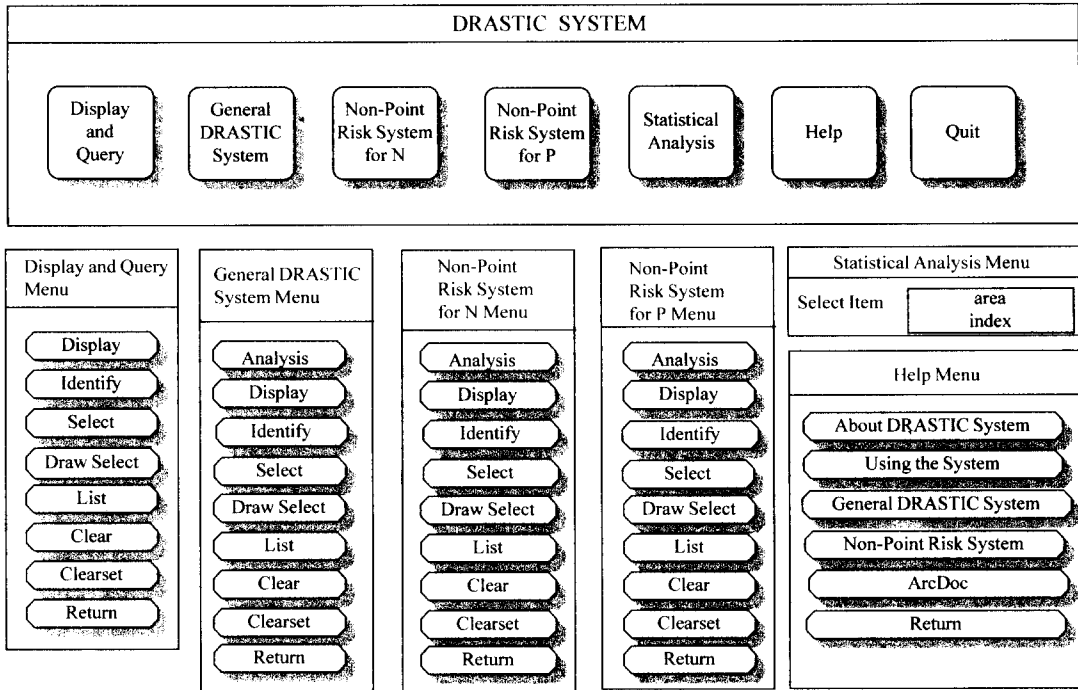 DRASTIC SYSTEM
Display
and
Query
General
DRASTIC
System
Non-Point
Risk System
for N
Non-Point
Risk System
for P
Statistical
Analysis
Help
Quit
Display and Query
Menu
Display
Identify
Select
Draw Select
List
Clear
Clearset
Return
General DRASTIC
System Menu
Analysis
Display
Identify
Select
Draw Select
List
Clear
Clearset
Return
Non-Point
Risk System
for N Menu
Analysis
Display
Identify
Select
Draw Select
List
Clear
Clearset
Return
Non-Point
Risk System
for P Menu
Analysis
Display
Identify
Select
Draw Select
List
Clear
Clearset
Return
Statistical Analysis Menu
Select Item
area
index
Help Menu
About DRASTIC System
Using the System
General DRASTIC System
Non-Point Risk System
ArcDoc
Return